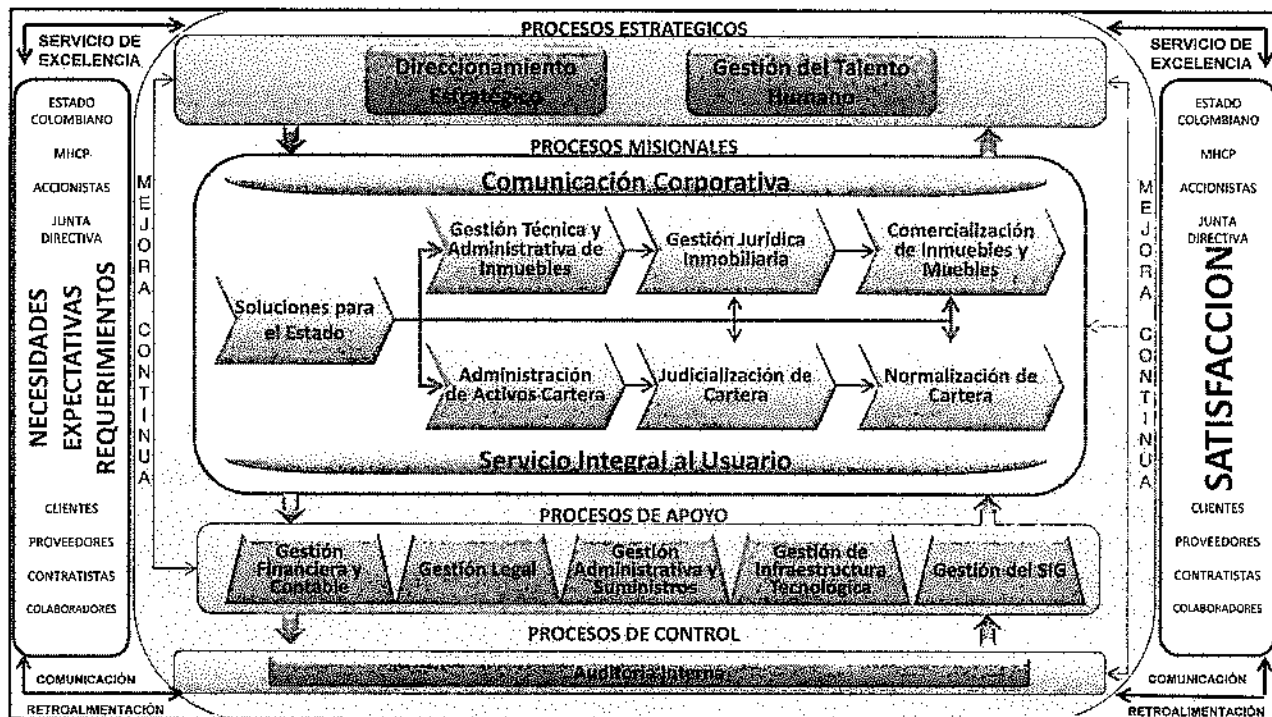 PROCESOS ESTRATEGICOS
SERVICIO DE
EXCELENCIA
Direccionamiento
Estratégico
Gestión del Talento
Humano
SERVICIO DE
EXCELENCIA
ESTADO
COLOMBIANO
MHCP
ACCIONISTAS
JUNTA
DIRECTIVA
NECESIDADES
EXPECTATIVAS
REQUERIMIENTOS
CLIENTES
PROVEEDORES
CONTRATISTAS
COLABORADORES
MEJORA CONTINUA
PROCESOS MISIONALES
Comunicación Corporativa
Gestión Técnica y
Administrativa de
Inmuebles
Gestión Jurídica
Inmobiliaria
Comercialización
de Inmuebles y
Muebles
Soluciones para
el Estado
Administración
de Activos Cartera
Judicialización de
Cartera
Normalización de
Cartera
Servicio Integral al Usuario
PROCESOS DE APOYO
Gestión
Financiera y
Contable
Gestión Legal
Gestión
Administrativa y
Suministros
Gestión de
Infraestructura
Tecnológica
Gestión del SIG
PROCESOS DE CONTROL
Auditoría Interna
MEJORA CONTINUA
ESTADO
COLOMBIANO
MHCP
ACCIONISTAS
JUNTA
DIRECTIVA
SATISFACCION
CLIENTES
PROVEEDORES
CONTRATISTAS
COLABORADORES
COMUNICACIÓN
RETROALIMENTACIÓN
COMUNICACIÓN
RETROALIMENTACIÓN